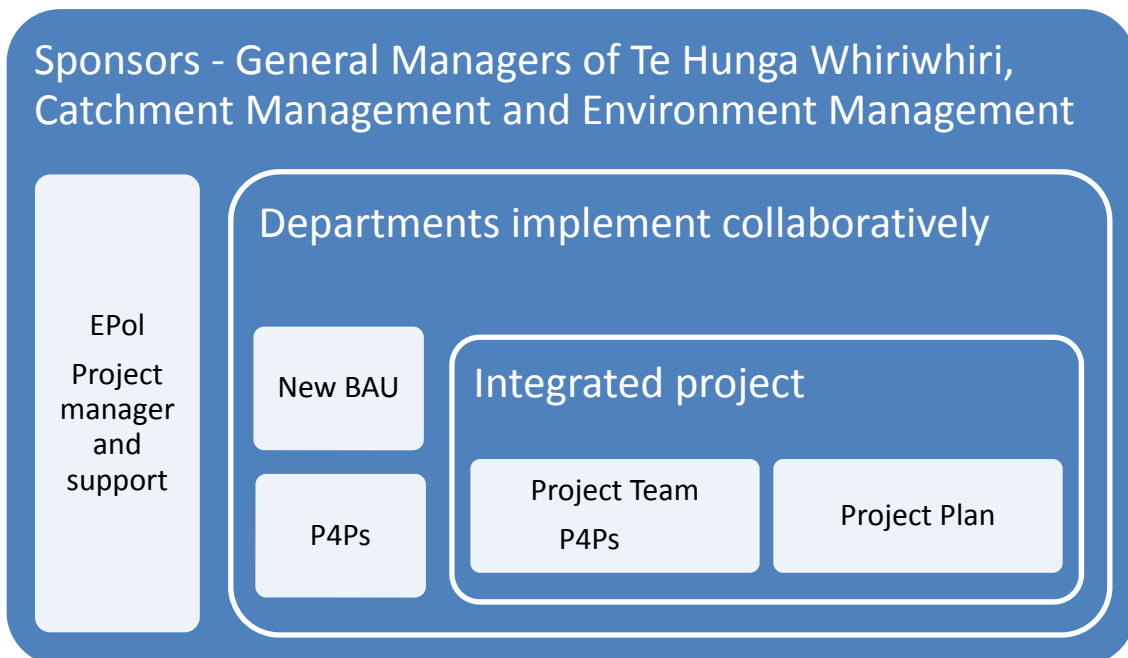 Sponsors - General Managers of Te Hunga Whiriwhiri,
Catchment Management and Environment Management
EPol
Project
manager
and
support
Departments implement collaboratively
New BAU
P4Ps
Integrated project
Project Team
P4Ps
Project Plan